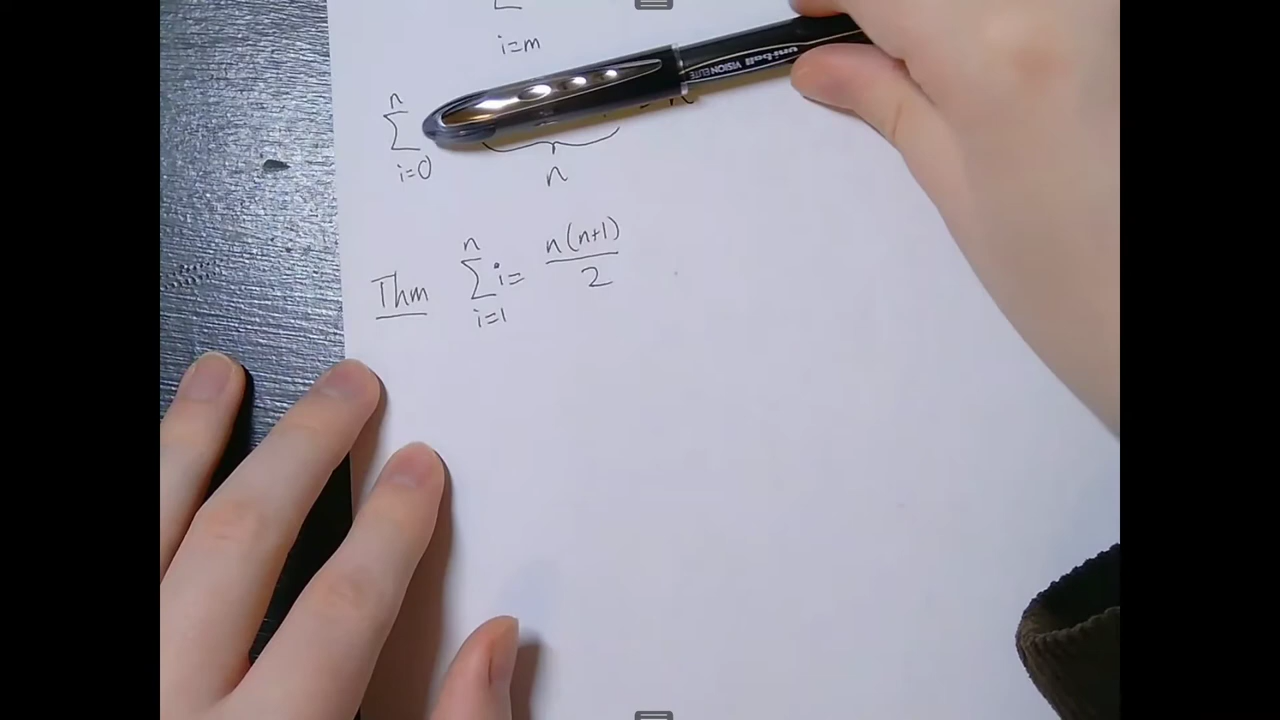 Σ
i=m
uni-ball VISION ELITE
n
Σ
i=0
n
Thm n Σ i=1 i = n(n+1) / 2